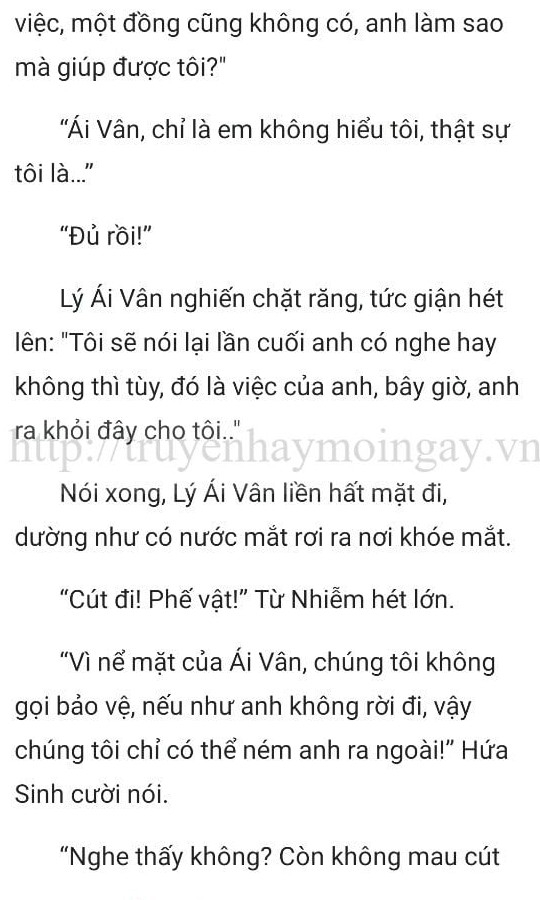 việc, một đồng cũng không có, anh làm sao
mà giúp được tôi?"
“Ái Vân, chỉ là em không hiểu tôi, thật sự
tôi là...”
“Đủ rồi!”
Lý Ái Vân nghiến chặt răng, tức giận hét
lên: "Tôi sẽ nói lại lần cuối anh có nghe hay
không thì tùy, đó là việc của anh, bây giờ, anh
ra khỏi đây cho tôi.."
http://truyenhaymoingay.vn
Nói xong, Lý Ái Vân liền hất mặt đi,
dường như có nước mắt rơi ra nơi khóe mắt.
“Cút đi! Phế vật!” Từ Nhiễm hét lớn.
“Vì nể mặt của Ái Vân, chúng tôi không
gọi bảo vệ, nếu như anh không rời đi, vậy
chúng tôi chỉ có thể ném anh ra ngoài!” Hứa
Sinh cười nói.
“Nghe thấy không? Còn không mau cút